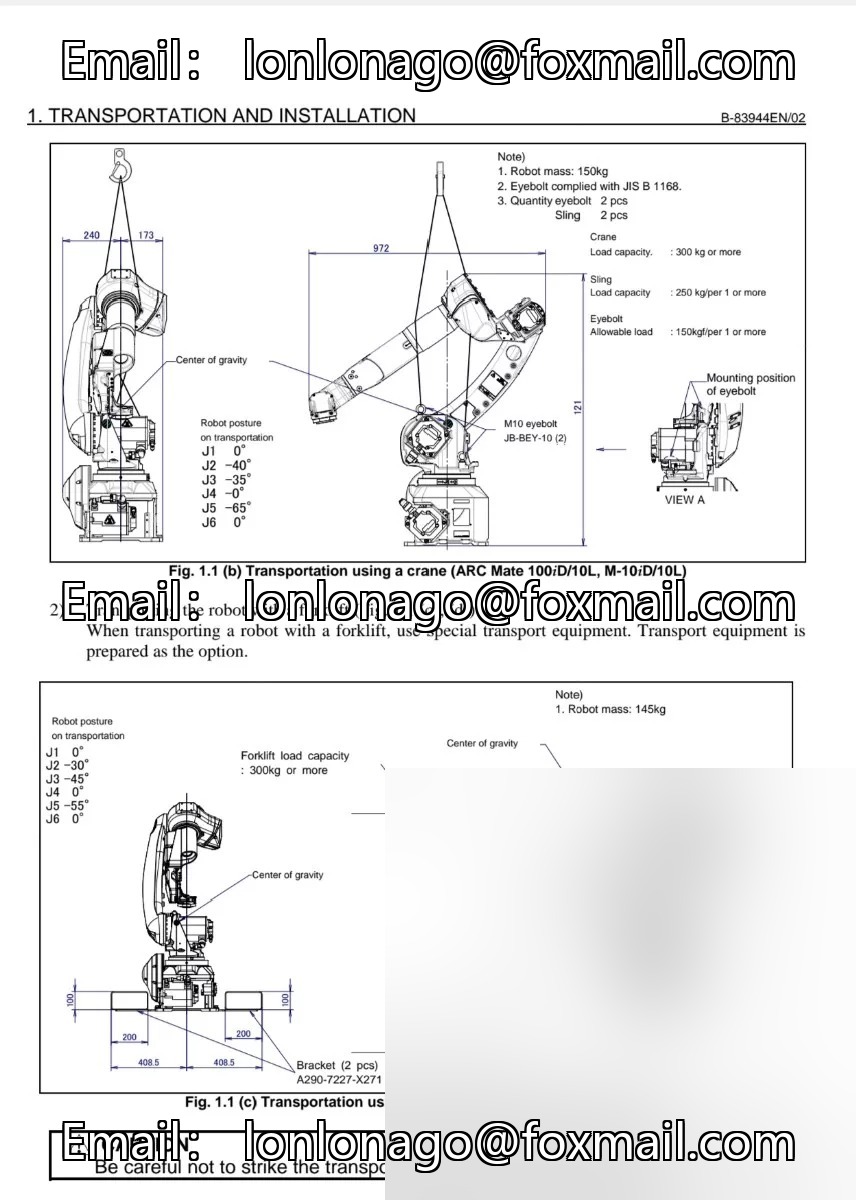 Email: lonlonago@foxmail.com
1. TRANSPORTATION AND INSTALLATION
B-83944EN/02
Note)
1. Robot mass: 150kg
2. Eyebolt complied with JIS B 1168.
3. Quantity eyebolt 2 pcs
Sling 2 pcs
240
173
972
Crane
Load capacity. : 300 kg or more
Sling
Load capacity : 250 kg/per 1 or more
Eyebolt
Allowable load : 150kgf/per 1 or more
Center of gravity
Mounting position
of eyebolt
121
M10 eyebolt
JB-BEY-10 (2)
Robot posture
on transportation
J1 0°
J2 -40°
J3 -35°
J4 -0°
J5 -65°
J6 0°
VIEW A
Fig. 1.1 (b) Transportation using a crane (ARC Mate 100iD/10L, M-10iD/10L)
Email: lonlonago@foxmail.com
2) the robot
When transporting a robot with a forklift, use special transport equipment. Transport equipment is
prepared as the option.
Note)
1. Robot mass: 145kg
Robot posture
on transportation
J1 0°
J2 -30°
J3 -45°
J4 0°
J5 -55°
J6 0°
Forklift load capacity
: 300kg or more
Center of gravity
Center of gravity
100
100
200
200
408.5
408.5
Bracket (2 pcs)
A290-7227-X271
Fig. 1.1 (c) Transportation us
Email: lonlonago@foxmail.com
Be careful not to strike the transpo